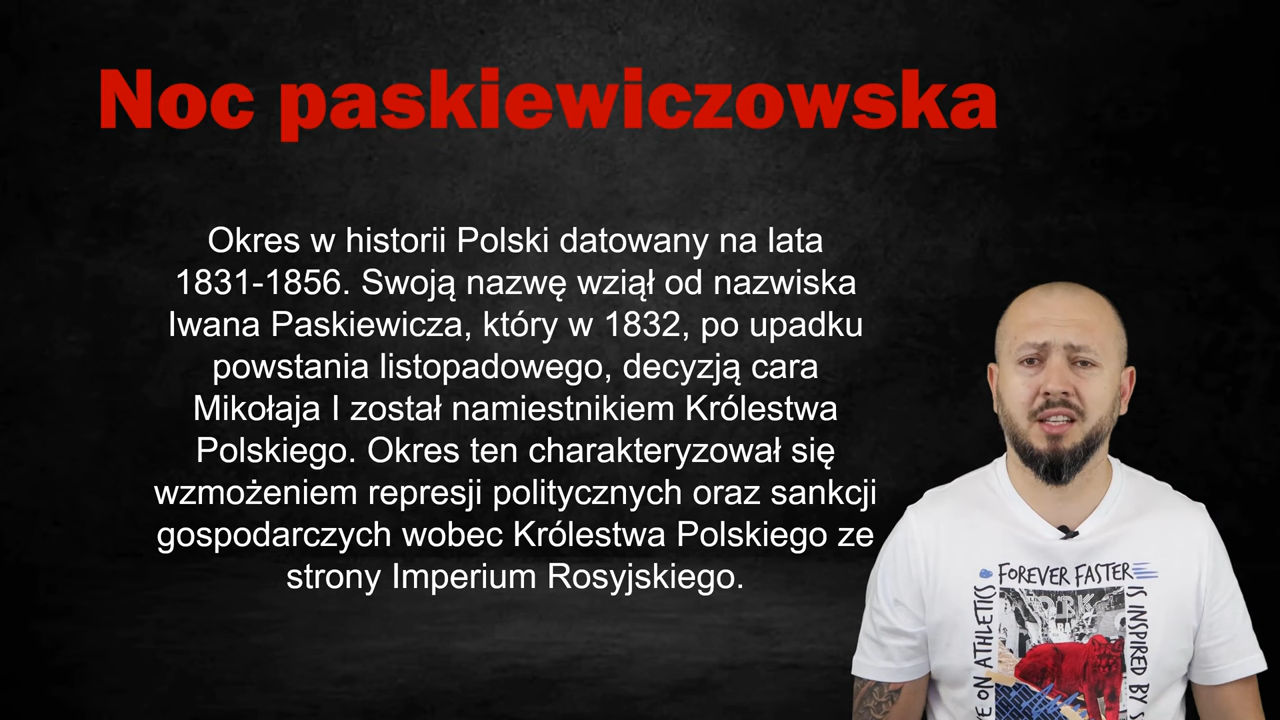 Noc paskiewiczowska
Okres w historii Polski datowany na lata
1831-1856. Swoją nazwę wziął od nazwiska
Iwana Paskiewicza, który w 1832, po upadku
powstania listopadowego, decyzją cara
Mikołaja I został namiestnikiem Królestwa
Polskiego. Okres ten charakteryzował się
wzmożeniem represji politycznych oraz sankcji
gospodarczych wobec Królestwa Polskiego ze
strony Imperium Rosyjskiego.
FOREVER FASTER
ON ATHLETICS
IS INSPIRED BY